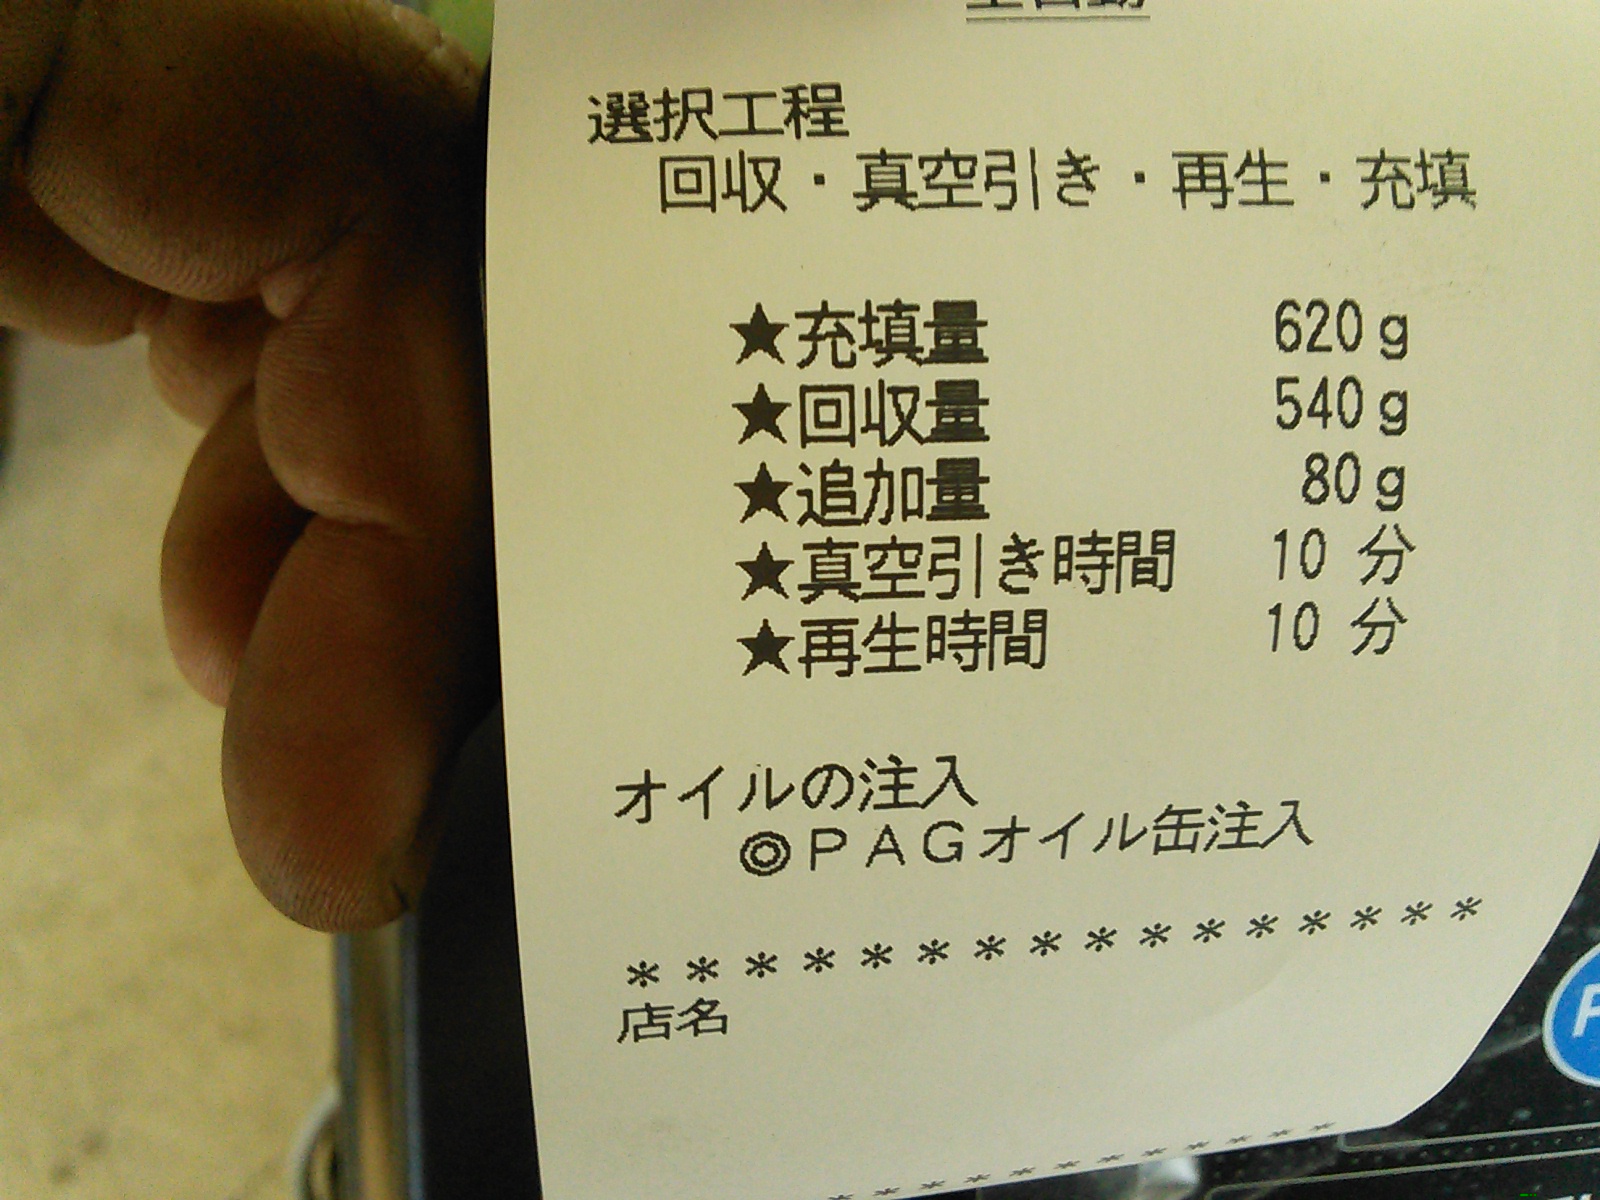 全自動
選択工程
回収・真空引き・再生・充填
★充填量 620g
★回収量 540g
★追加量 80g
★真空引き時間 10 分
★再生時間 10 分
オイルの注入
◎PAGオイル缶注入
****************
店名